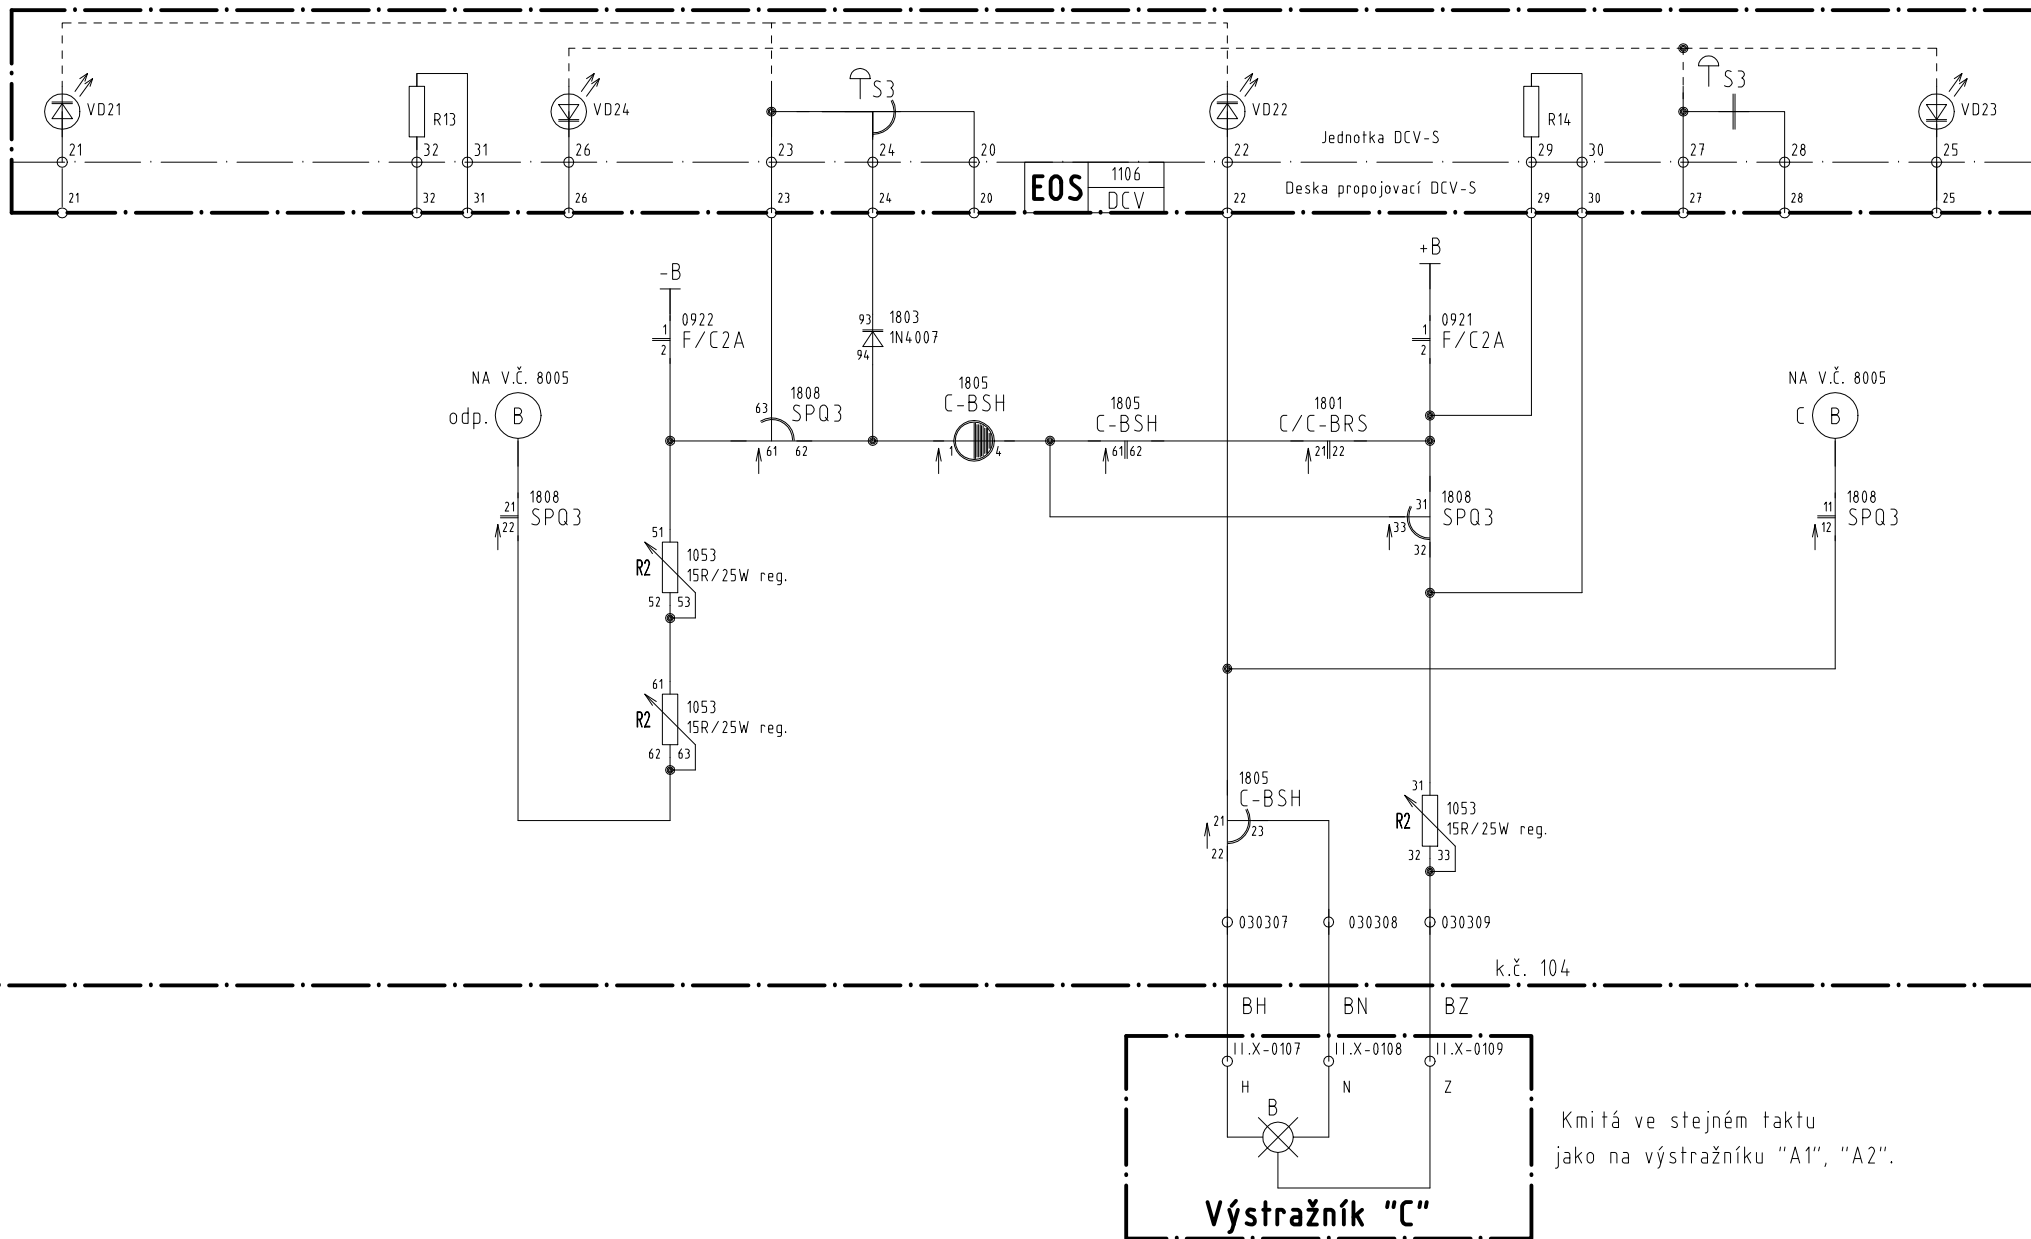 VD21
R13
VD24
S3
VD22
R14
S3
VD23
Jednotka DCV-S
21
32
31
26
23
24
20
22
29
30
27
28
25
EOS
1106
DCV
Deska propojovací DCV-S
21
32
31
26
23
24
20
22
29
30
27
28
25
-B
+B
1
2
0922
F/C2A
93
94
1803
1N4007
1
2
0921
F/C2A
NA V.Č. 8005
odp.
B
NA V.Č. 8005
C
B
63
1808
SPQ3
61
62
1805
C-BSH
1
4
1805
C-BSH
61
62
1801
C/C-BRS
21
22
21
22
1808
SPQ3
31
33
32
1808
SPQ3
11
12
1808
SPQ3
51
R2
1053
15R/25W reg.
52
53
61
R2
1053
15R/25W reg.
62
63
1805
C-BSH
21
23
22
31
R2
1053
15R/25W reg.
32
33
030307
030308
030309
k.č. 104
BH
BN
BZ
II.X-0107
II.X-0108
II.X-0109
H
N
Z
B
Výstražník "C"
Kmitá ve stejném taktu
jako na výstražníku "A1", "A2".